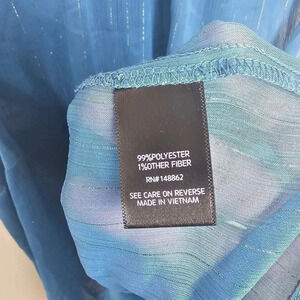 99%POLYESTER
1%OTHER FIBER
RN#148862
SEE CARE ON REVERSE
MADE IN VIETNAM